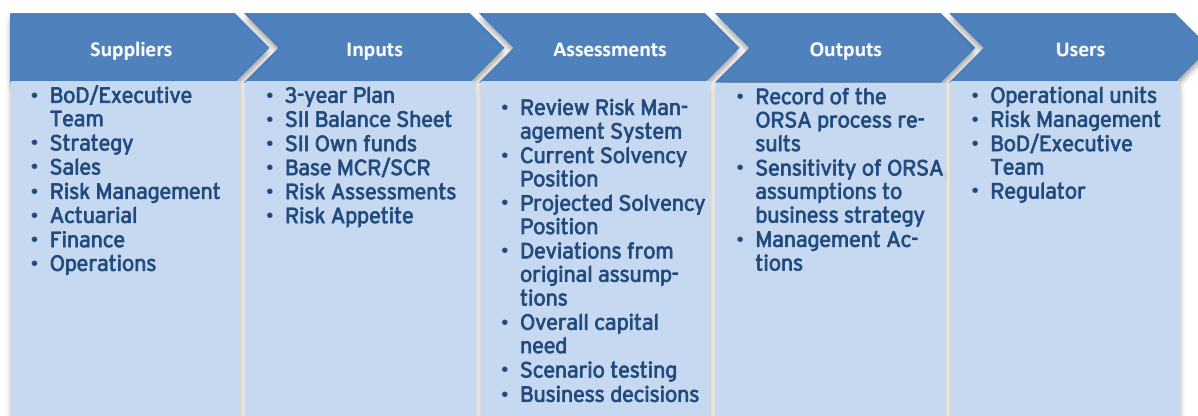 Suppliers
Inputs
Assessments
Outputs
Users
• BoD/Executive
Team
• Strategy
• Sales
• Risk Management
• Actuarial
• Finance
• Operations
• 3-year Plan
• SII Balance Sheet
• SII Own funds
• Base MCR/SCR
• Risk Assessments
• Risk Appetite
• Review Risk Man-
agement System
• Current Solvency
Position
• Projected Solvency
Position
• Deviations from
original assump-
tions
• Overall capital
need
• Scenario testing
• Business decisions
• Record of the
ORSA process re-
sults
• Sensitivity of ORSA
assumptions to
business strategy
• Management Ac-
tions
• Operational units
• Risk Management
• BoD/Executive
Team
• Regulator